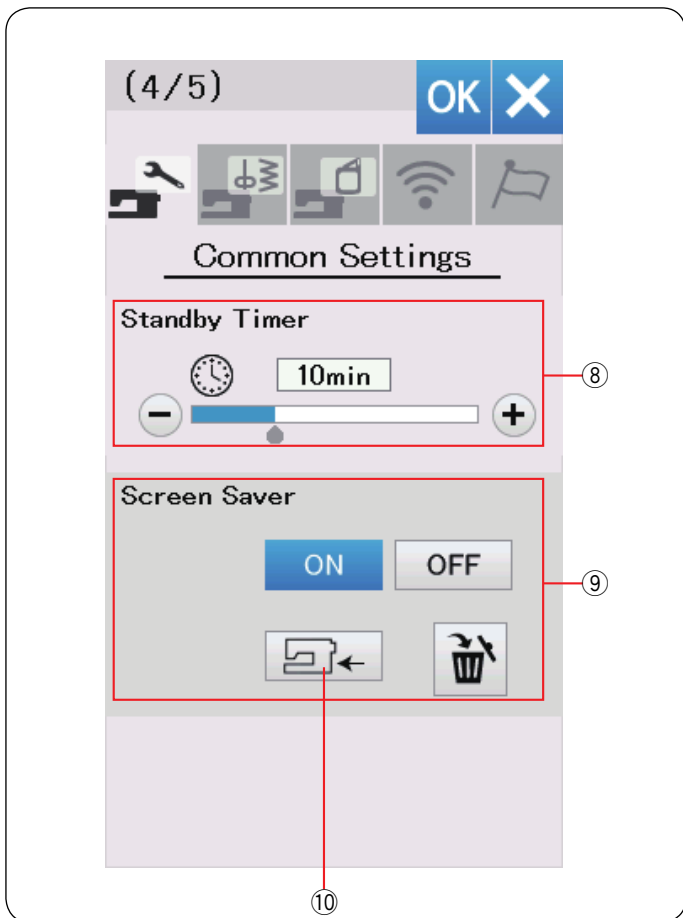 (4/5)
OK
Common Settings
Standby Timer
10min
⑧
Screen Saver
ON OFF
⑨
⑩